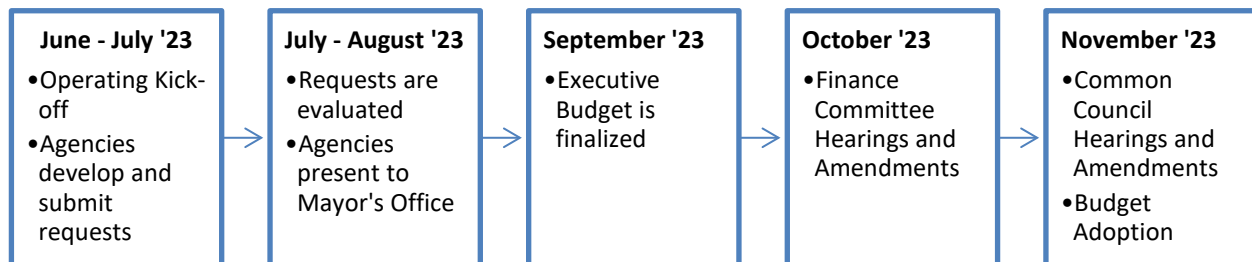 June - July '23
•Operating Kick-
off
•Agencies
develop and
submit
requests
July - August '23
•Requests are
evaluated
•Agencies
present to
Mayor's Office
September '23
•Executive
Budget is
finalized
October '23
•Finance
Committee
Hearings and
Amendments
November '23
•Common
Council
Hearings and
Amendments
•Budget
Adoption